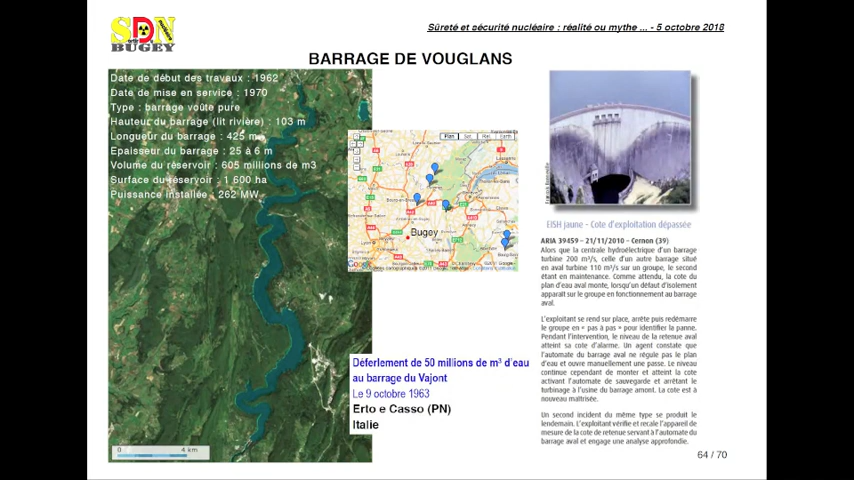 SDN
BUGEY
Sûreté et sécurité nucléaire : réalité ou mythe ... - 5 octobre 2018
BARRAGE DE VOUGLANS
Date de début des travaux : 1962
Date de mise en service : 1970
Type : barrage voûte pure
Hauteur du barrage (lit rivière) : 103 m
Longueur du barrage : 425 m
Epaisseur du barrage : 25 à 6 m
Volume du réservoir : 605 millions de m3
Surface du réservoir : 1 600 ha
Puissance installée : 262 MW
0 4 km
Plan
Bugey
Google
Déferlement de 50 millions de m³ d'eau
au barrage du Vajont
Le 9 octobre 1963
Erto e Casso (PN)
Italie
EISH jaune - Cote d'exploitation dépassée
ARIA 39459 – 21/11/2010 – Cernon (39)
Alors que la centrale hydroélectrique d'un barrage
turbine 200 m³/s, celle d'un autre barrage situé
en aval turbine 110 m³/s sur un groupe, le second
étant en maintenance. Comme attendu, la cote du
plan d'eau aval monte, lorsqu'un défaut d'isolement
apparaît sur le groupe en fonctionnement au barrage
aval.
L'exploitant se rend sur place, arrête puis redémarre
le groupe en « pas à pas » pour identifier la panne.
Pendant l'intervention, le niveau de la retenue aval
atteint sa cote d'alarme. Un agent constate que
l'automate du barrage aval ne régule pas le plan
d'eau et ouvre manuellement une passe. Le niveau
continue cependant de monter et atteint la cote
activant l'automate de sauvegarde et arrêtant le
turbinage à l'usine du barrage amont. La cote est à
nouveau maîtrisée.
Un second incident du même type se produit le
lendemain. L'exploitant vérifie et recale l'appareil de
mesure de la cote de retenue servant à l'automate du
barrage aval et engage une analyse approfondie.
64 / 70